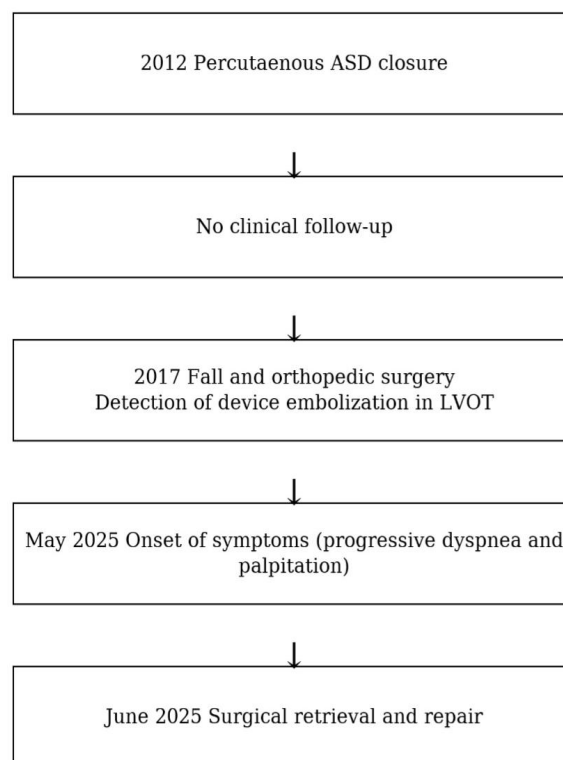 2012 Percutaenous ASD closure
No clinical follow-up
2017 Fall and orthopedic surgery
Detection of device embolization in LVOT
May 2025 Onset of symptoms (progressive dyspnea and
palpitation)
June 2025 Surgical retrieval and repair